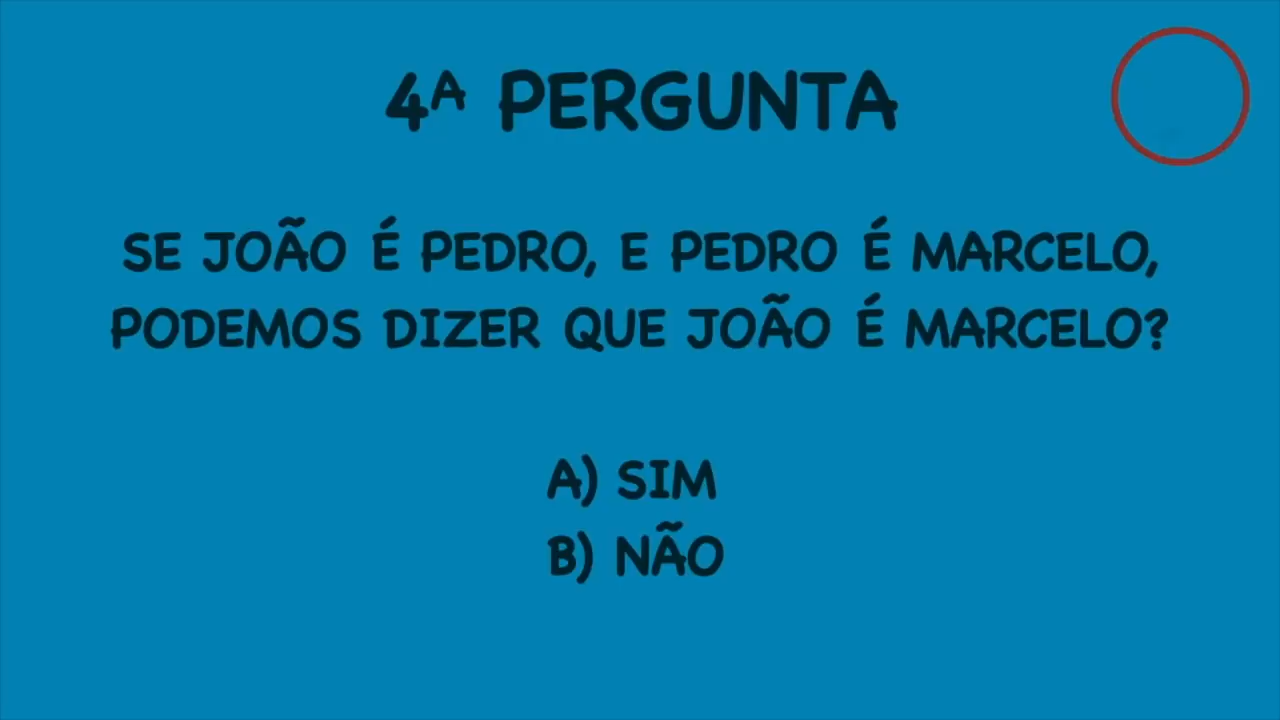 4ª PERGUNTA
SE JOÃO É PEDRO, E PEDRO É MARCELO,
PODEMOS DIZER QUE JOÃO É MARCELO?
A) SIM
B) NÃO